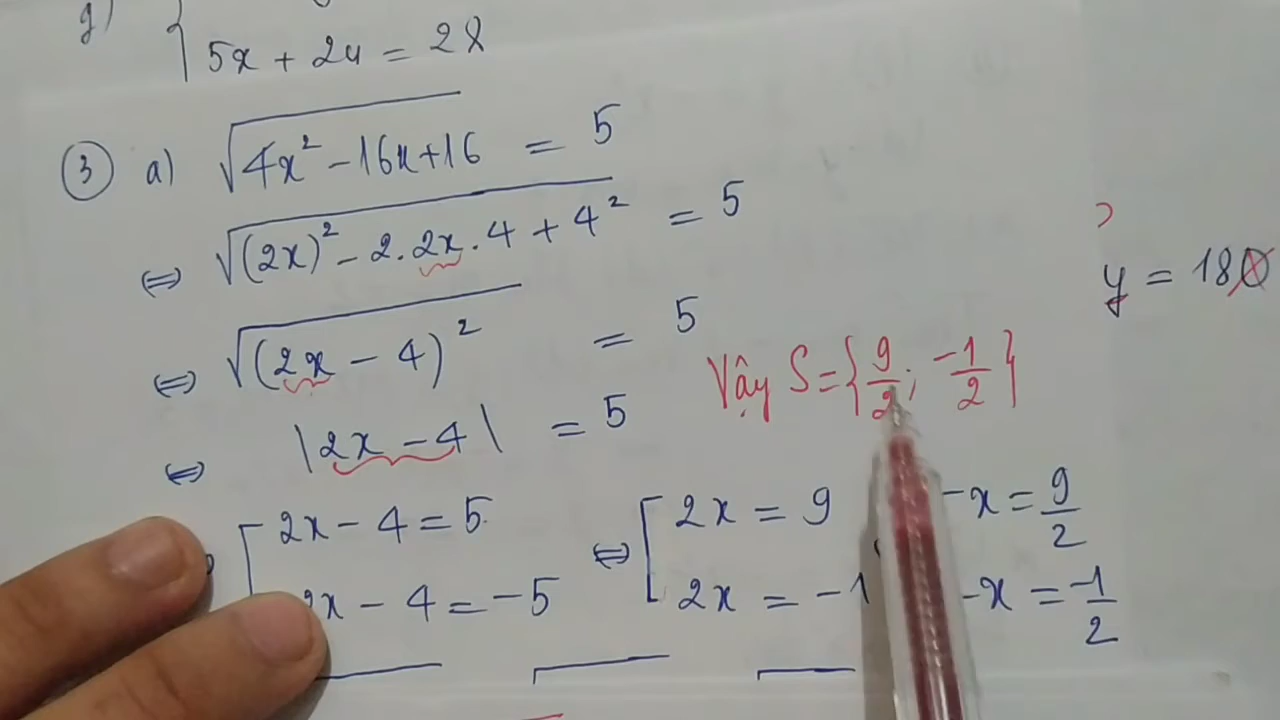 g)
5x + 2y = 28
③ a) √4x² - 16x + 16 = 5
⇔ √(2x)² - 2.2x.4 + 4² = 5
y = 180
⇔ √(2x - 4)² = 5
Vậy S = {9/2; -1/2}
⇔ |2x - 4| = 5
[2x - 4 = 5 ⇔ [2x = 9 x = 9/2
2x - 4 = -5 2x = -1 x = -1/2